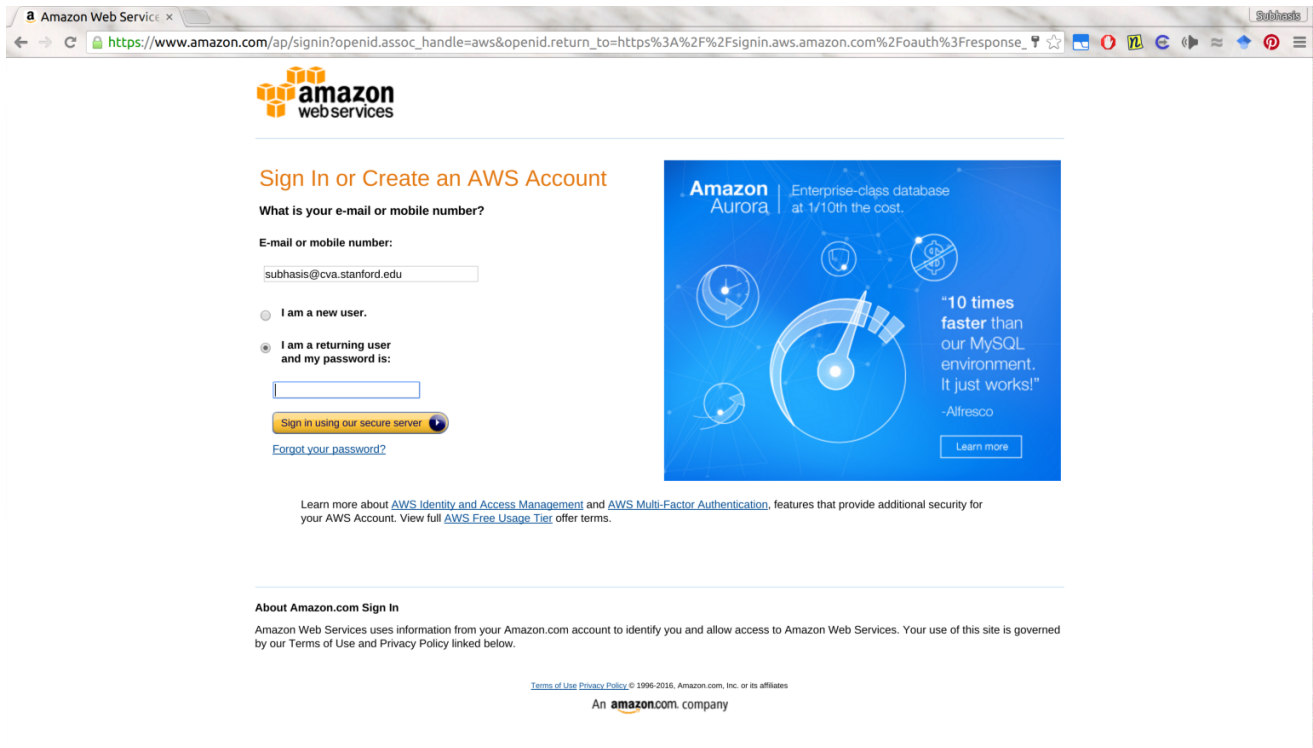 Amazon Web Service
Subhasis
https://www.amazon.com/ap/signin?openid.assoc_handle=aws&openid.return_to=https%3A%2F%2Fsignin.aws.amazon.com%2Foauth%3Fresponse_
amazon
webservices
Sign In or Create an AWS Account
What is your e-mail or mobile number?
E-mail or mobile number:
subhasis@cva.stanford.edu
I am a new user.
I am a returning user
and my password is:
Sign in using our secure server
Forgot your password?
Amazon
Aurora
Enterprise-class database
at 1/10th the cost.
“10 times
faster than
our MySQL
environment.
It just works!”
-Alfresco
Learn more
Learn more about AWS Identity and Access Management and AWS Multi-Factor Authentication, features that provide additional security for
your AWS Account. View full AWS Free Usage Tier offer terms.
About Amazon.com Sign In
Amazon Web Services uses information from your Amazon.com account to identify you and allow access to Amazon Web Services. Your use of this site is governed
by our Terms of Use and Privacy Policy linked below.
Terms of Use Privacy Policy © 1996-2016, Amazon.com, Inc. or its affiliates
An amazon.com. company